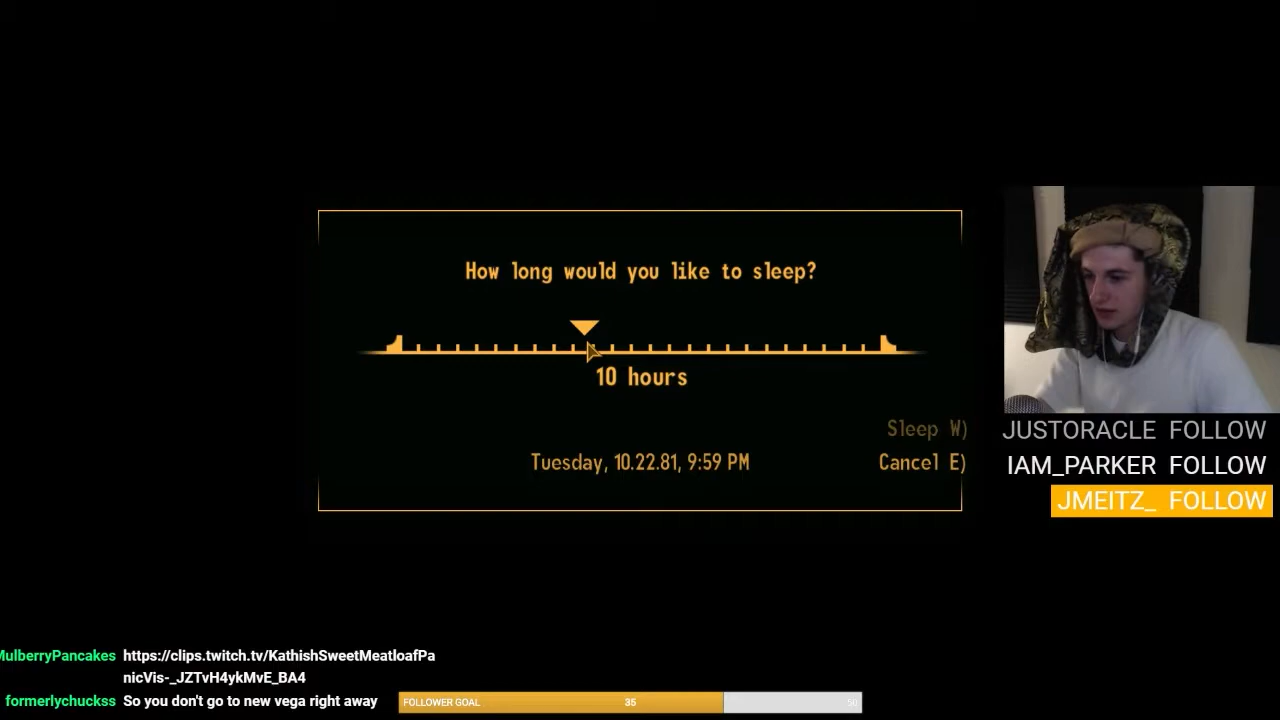 How long would you like to sleep?
10 hours
Sleep W)
Tuesday, 10.22.81, 9:59 PM
Cancel E)
JUSTORACLE FOLLOW
IAM_PARKER FOLLOW
JMEITZ_ FOLLOW
MulberryPancakes https://clips.twitch.tv/KathishSweetMeatloafPa
nicVis-_JZTvH4ykMvE_BA4
formerlychuckss So you don't go to new vega right away
FOLLOWER GOAL 35 50